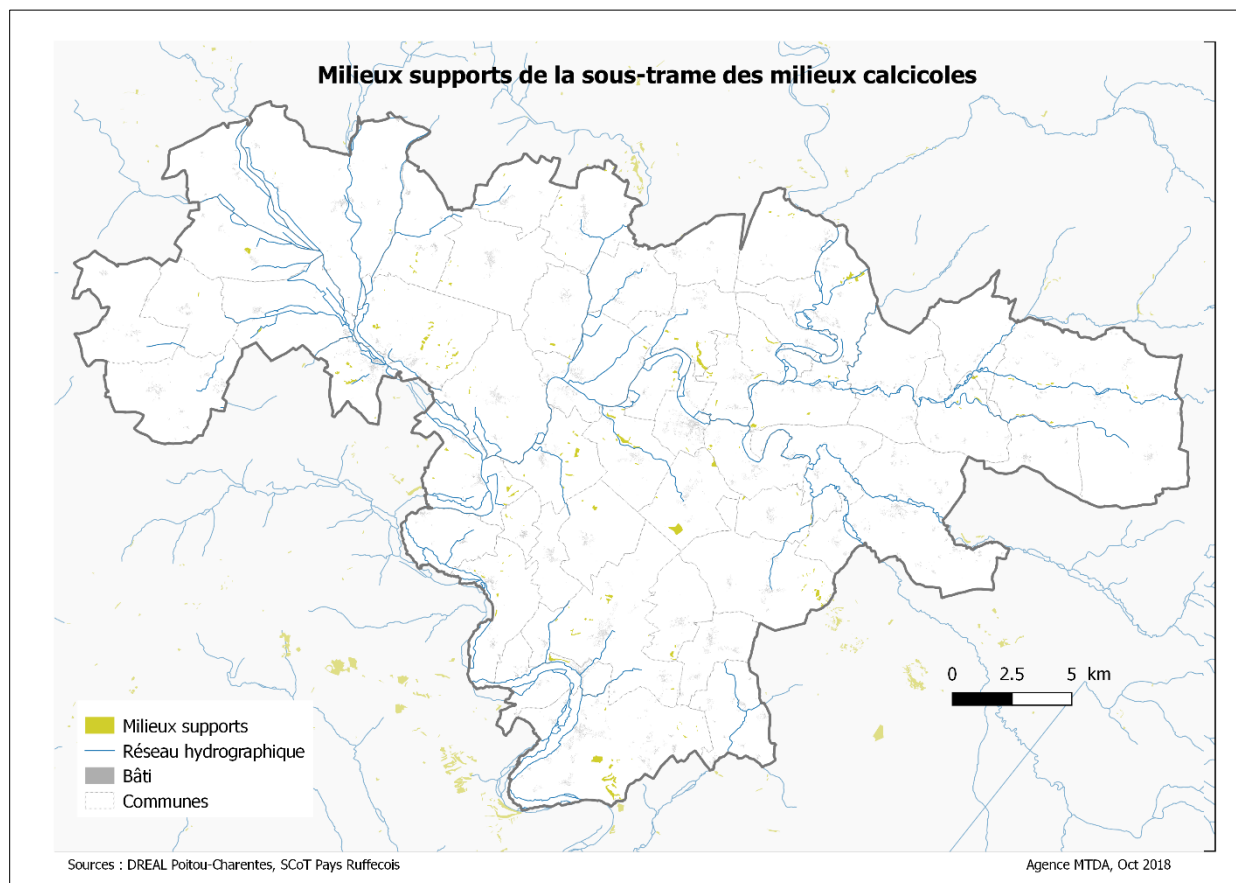 Milieux supports de la sous-trame des milieux calcicoles
0 2.5 5 km
Milieux supports
Réseau hydrographique
Bâti
Communes
Sources : DREAL Poitou-Charentes, SCoT Pays Ruffecois
Agence MTDA, Oct 2018